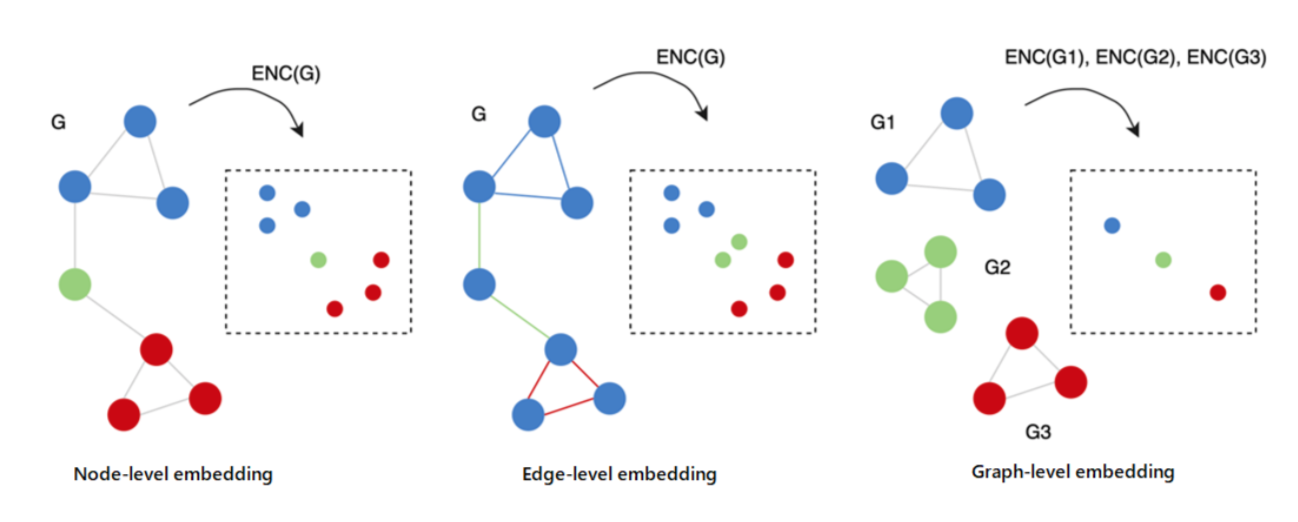 G
ENC(G)
Node-level embedding
G
ENC(G)
Edge-level embedding
ENC(G1), ENC(G2), ENC(G3)
G1
G2
G3
Graph-level embedding